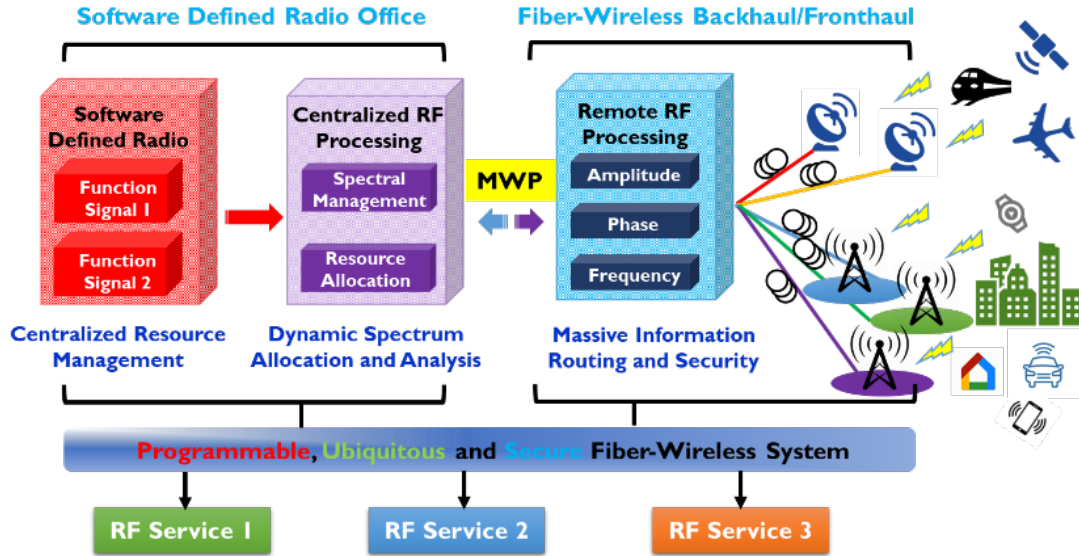 Software Defined Radio Office
Fiber-Wireless Backhaul/Fronthaul
Software
Defined Radio
Function
Signal 1
Function
Signal 2
Centralized RF
Processing
Spectral
Management
Resource
Allocation
MWP
Remote RF
Processing
Amplitude
Phase
Frequency
Centralized Resource
Management
Dynamic Spectrum
Allocation and Analysis
Massive Information
Routing and Security
Programmable, Ubiquitous and Secure Fiber-Wireless System
RF Service 1
RF Service 2
RF Service 3